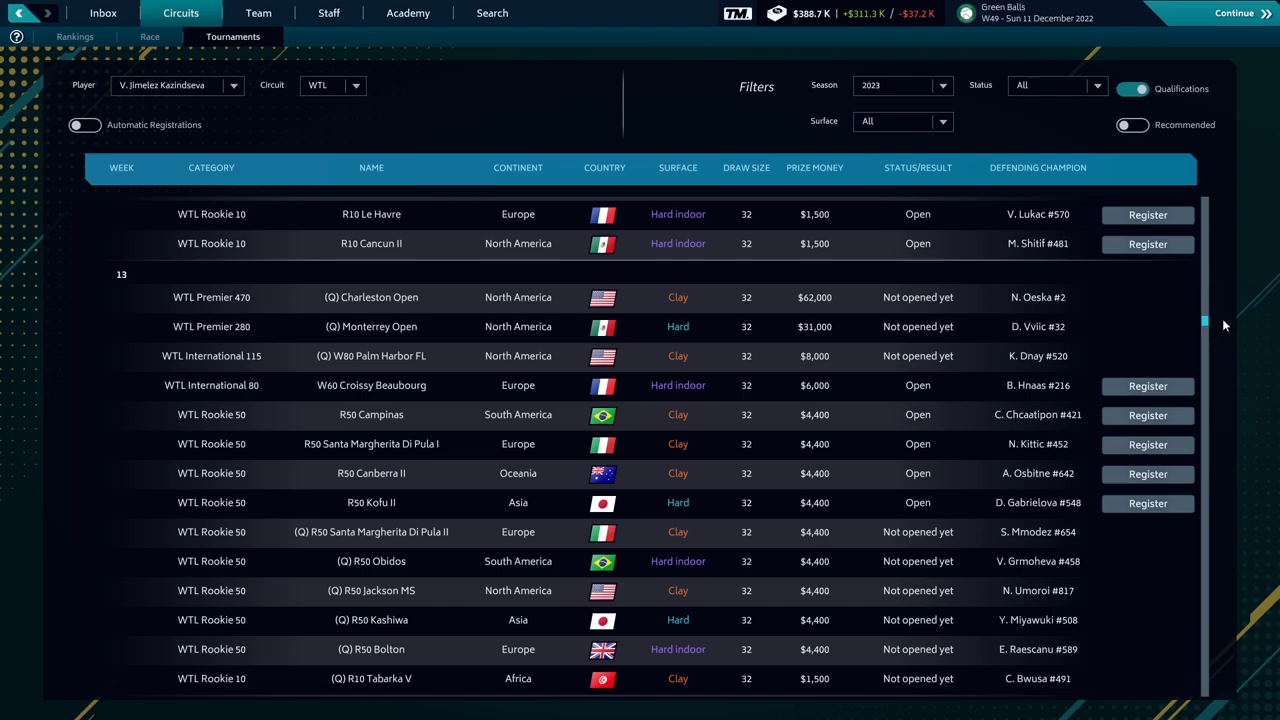 Inbox Circuits Team Staff Academy Search TM. $388.7 K +$311.3 K / -$37.2 K Green Balls Continue
W49 - Sun 11 December 2022
? Rankings Race Tournaments
Player V. Jimelez Kazindseva Circuit WTL Filters Season 2023 Status All Qualifications
Automatic Registrations Surface All Recommended
WEEK CATEGORY NAME CONTINENT COUNTRY SURFACE DRAW SIZE PRIZE MONEY STATUS/RESULT DEFENDING CHAMPION
WTL Rookie 10 R10 Le Havre Europe Hard indoor 32 $1,500 Open V. Lukac #570 Register
WTL Rookie 10 R10 Cancun II North America Hard indoor 32 $1,500 Open M. Shitif #481 Register
13
WTL Premier 470 (Q) Charleston Open North America Clay 32 $62,000 Not opened yet N. Oeska #2
WTL Premier 280 (Q) Monterrey Open North America Hard 32 $31,000 Not opened yet D. Vviic #32
WTL International 115 (Q) W80 Palm Harbor FL North America Clay 32 $8,000 Not opened yet K. Dnay #520
WTL International 80 W60 Croissy Beaubourg Europe Hard indoor 32 $6,000 Open B. Hnaas #216 Register
WTL Rookie 50 R50 Campinas South America Clay 32 $4,400 Open C. Chcaatipon #421 Register
WTL Rookie 50 R50 Santa Margherita Di Pula I Europe Clay 32 $4,400 Open N. Kittic #452 Register
WTL Rookie 50 R50 Canberra II Oceania Clay 32 $4,400 Open A. Osbitne #642 Register
WTL Rookie 50 R50 Kofu II Asia Hard 32 $4,400 Open D. Gabrielova #548 Register
WTL Rookie 50 (Q) R50 Santa Margherita Di Pula II Europe Clay 32 $4,400 Not opened yet S. Mmodez #654
WTL Rookie 50 (Q) R50 Obidos South America Hard indoor 32 $4,400 Not opened yet V. Grmoheva #458
WTL Rookie 50 (Q) R50 Jackson MS North America Clay 32 $4,400 Not opened yet N. Umoroi #817
WTL Rookie 50 (Q) R50 Kashiwa Asia Hard 32 $4,400 Not opened yet Y. Miyawuki #508
WTL Rookie 50 (Q) R50 Bolton Europe Hard indoor 32 $4,400 Not opened yet E. Raescanu #589
WTL Rookie 10 (Q) R10 Tabarka V Africa Clay 32 $1,500 Not opened yet C. Bwusa #491